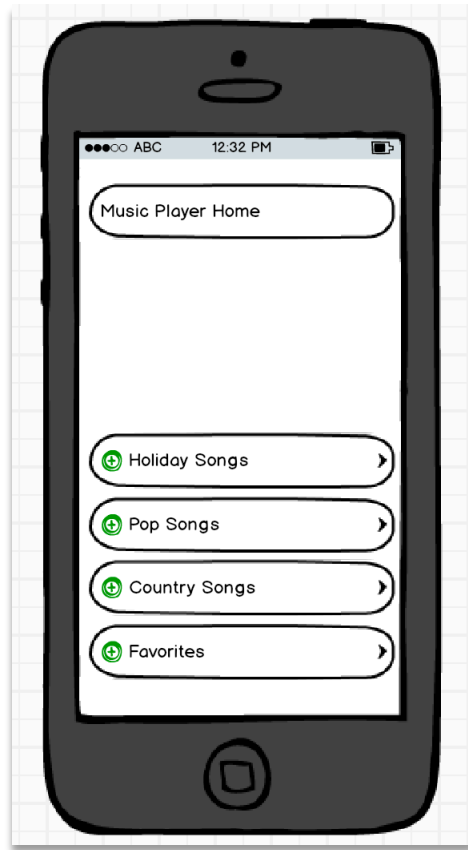 ABC 12:32 PM
Music Player Home
Holiday Songs
Pop Songs
Country Songs
Favorites